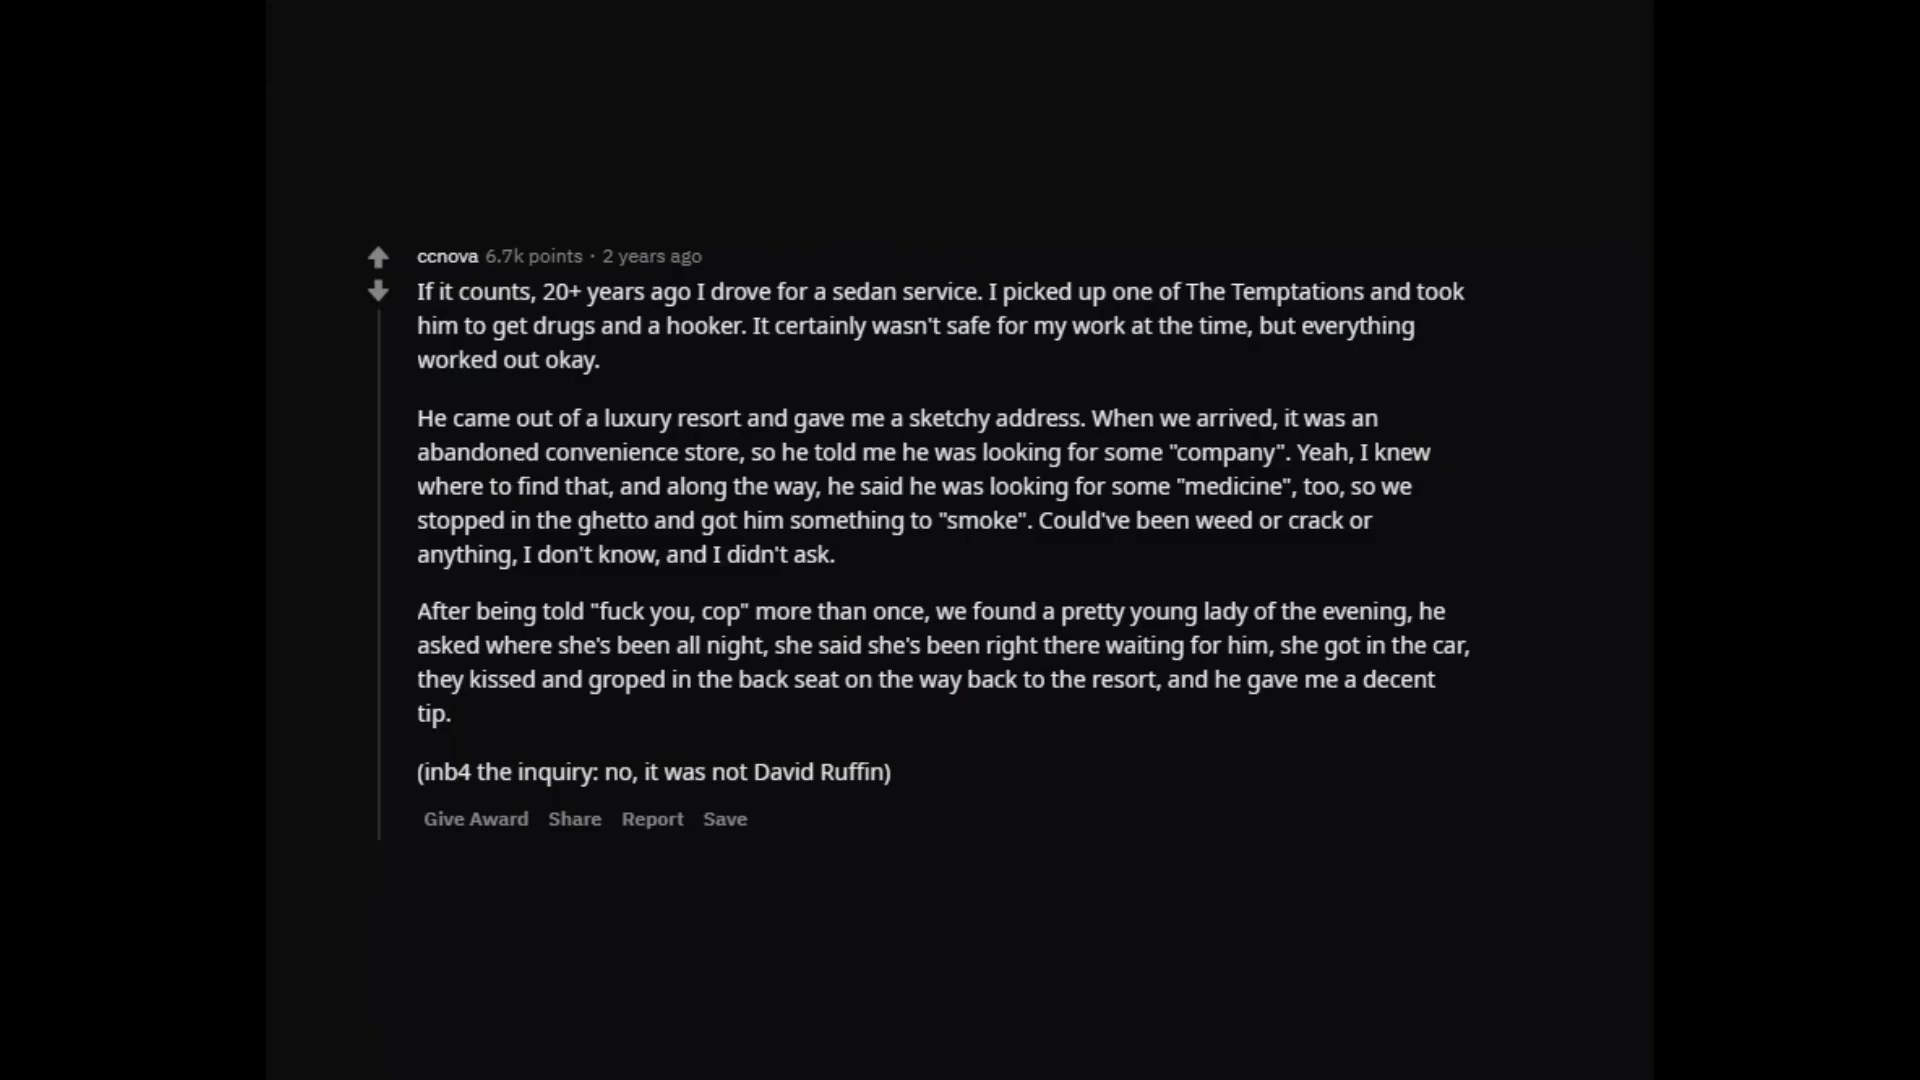 ccnova 6.7k points · 2 years ago
If it counts, 20+ years ago I drove for a sedan service. I picked up one of The Temptations and took
him to get drugs and a hooker. It certainly wasn't safe for my work at the time, but everything
worked out okay.
He came out of a luxury resort and gave me a sketchy address. When we arrived, it was an
abandoned convenience store, so he told me he was looking for some "company". Yeah, I knew
where to find that, and along the way, he said he was looking for some "medicine", too, so we
stopped in the ghetto and got him something to "smoke". Could've been weed or crack or
anything, I don't know, and I didn't ask.
After being told "fuck you, cop" more than once, we found a pretty young lady of the evening, he
asked where she's been all night, she said she's been right there waiting for him, she got in the car,
they kissed and groped in the back seat on the way back to the resort, and he gave me a decent
tip.
(inb4 the inquiry: no, it was not David Ruffin)
Give Award Share Report Save